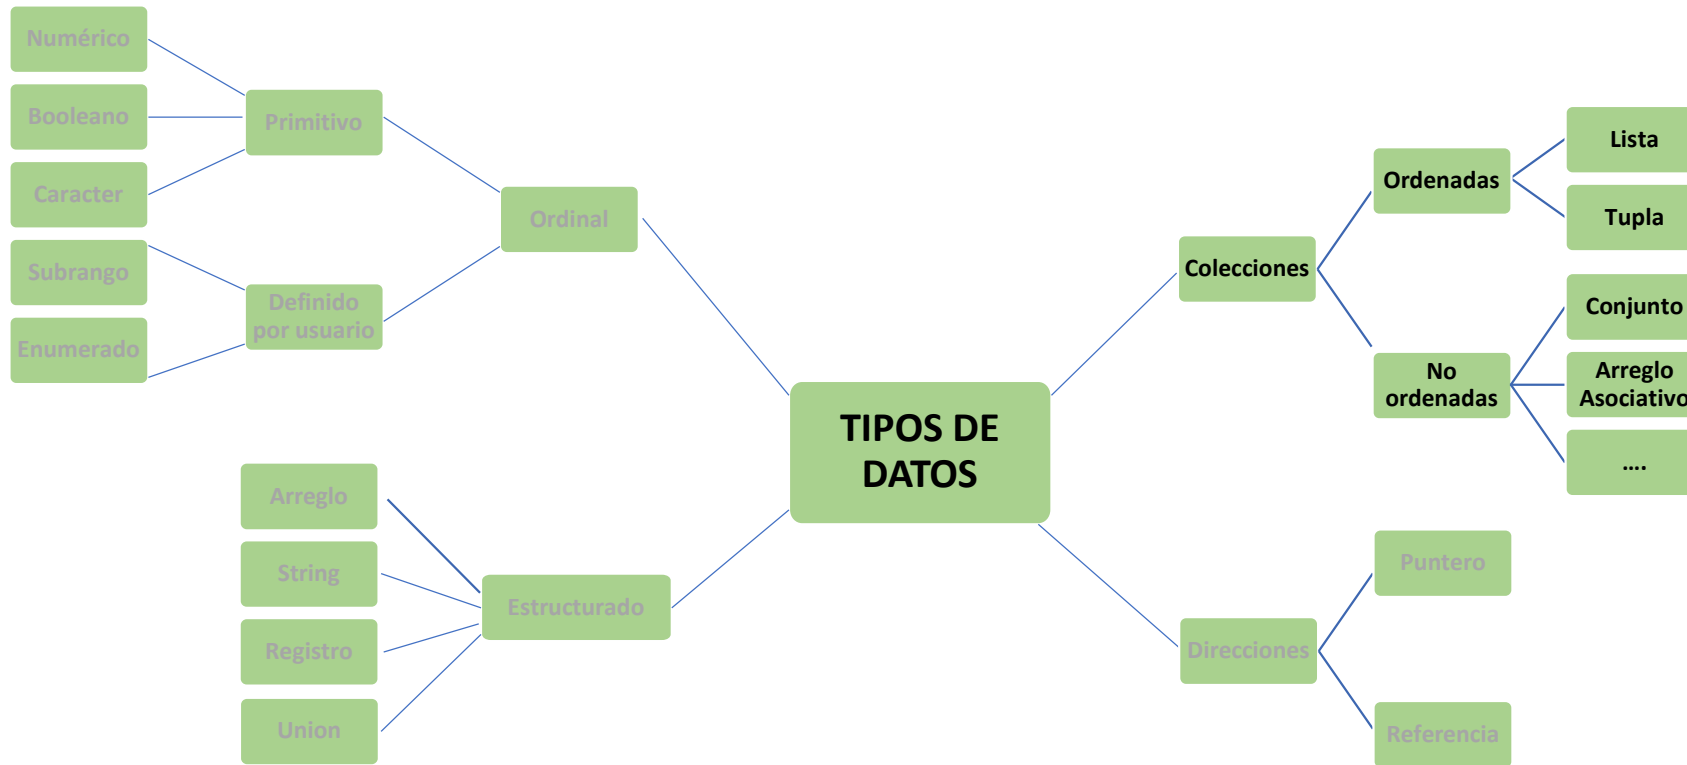 Numérico
Booleano
Caracter
Subrango
Enumerado
Primitivo
Definido
por usuario
Ordinal
Arreglo
String
Registro
Union
Estructurado
TIPOS DE
DATOS
Colecciones
Ordenadas
Lista
Tupla
No
ordenadas
Conjunto
Arreglo
Asociativo
....
Direcciones
Puntero
Referencia